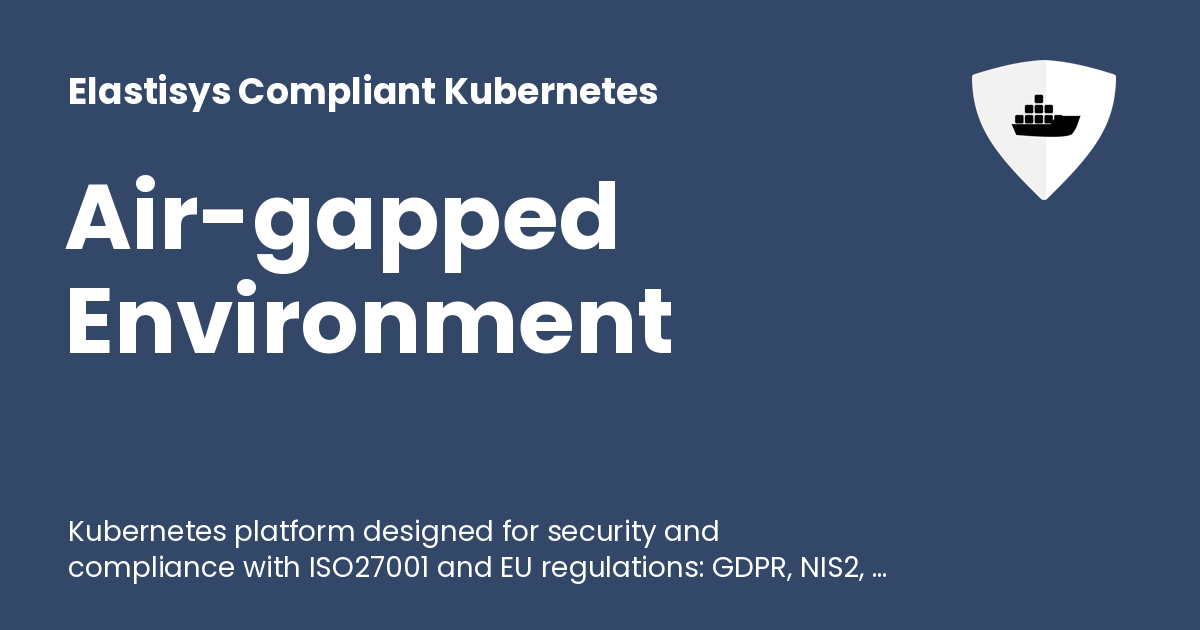 Elastisys Compliant Kubernetes
Air-gapped
Environment
Kubernetes platform designed for security and
compliance with ISO27001 and EU regulations: GDPR, NIS2, ...